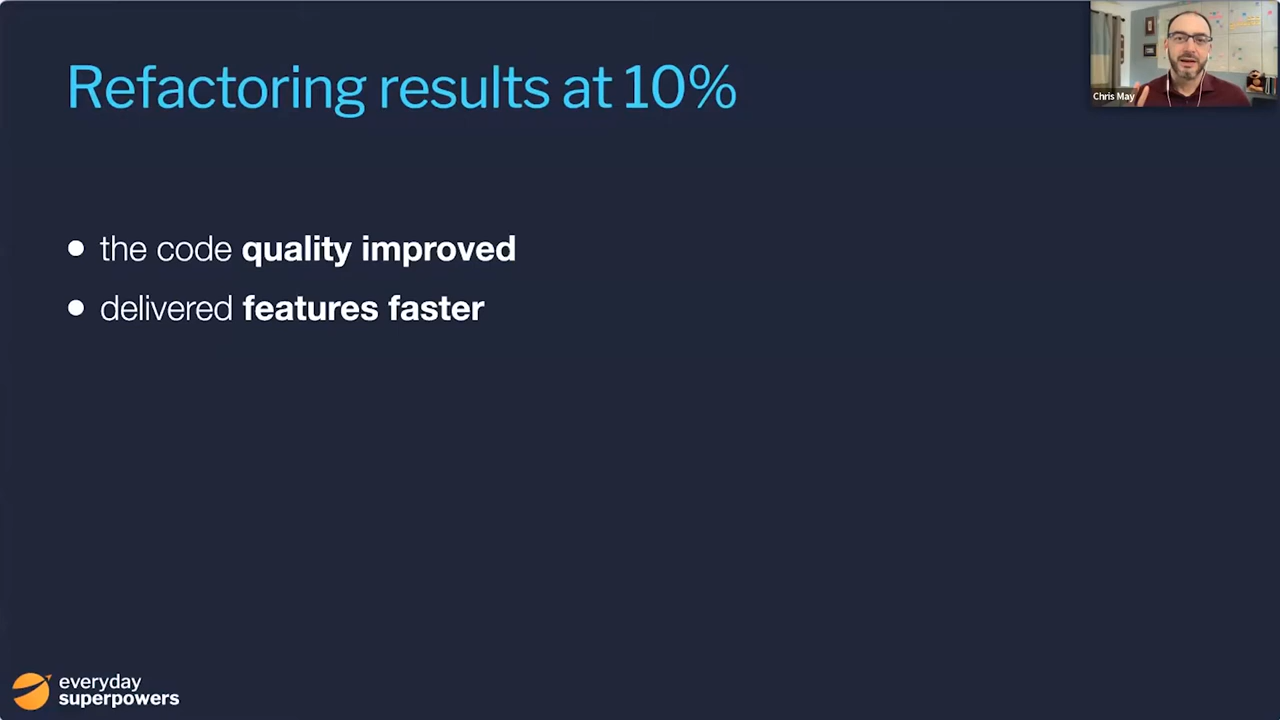 Refactoring results at 10%
Chris May
• the code quality improved
• delivered features faster
everyday
superpowers